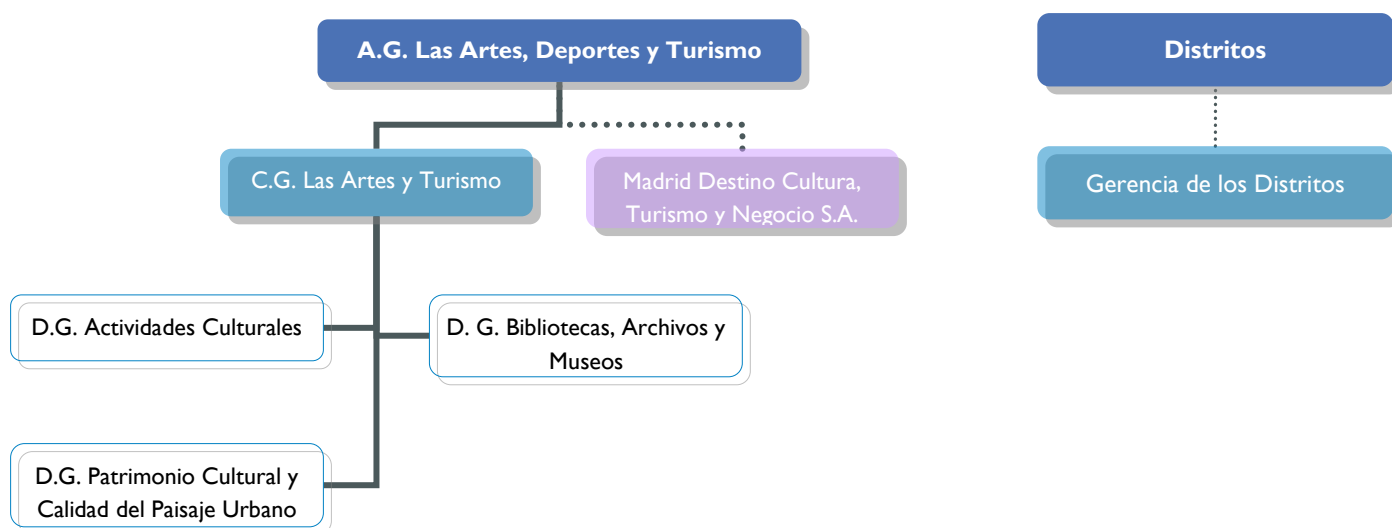 A.G. Las Artes, Deportes y Turismo
Distritos
C.G. Las Artes y Turismo
Madrid Destino Cultura,
Turismo y Negocio S.A.
Gerencia de los Distritos
D.G. Actividades Culturales
D. G. Bibliotecas, Archivos y
Museos
D.G. Patrimonio Cultural y
Calidad del Paisaje Urbano